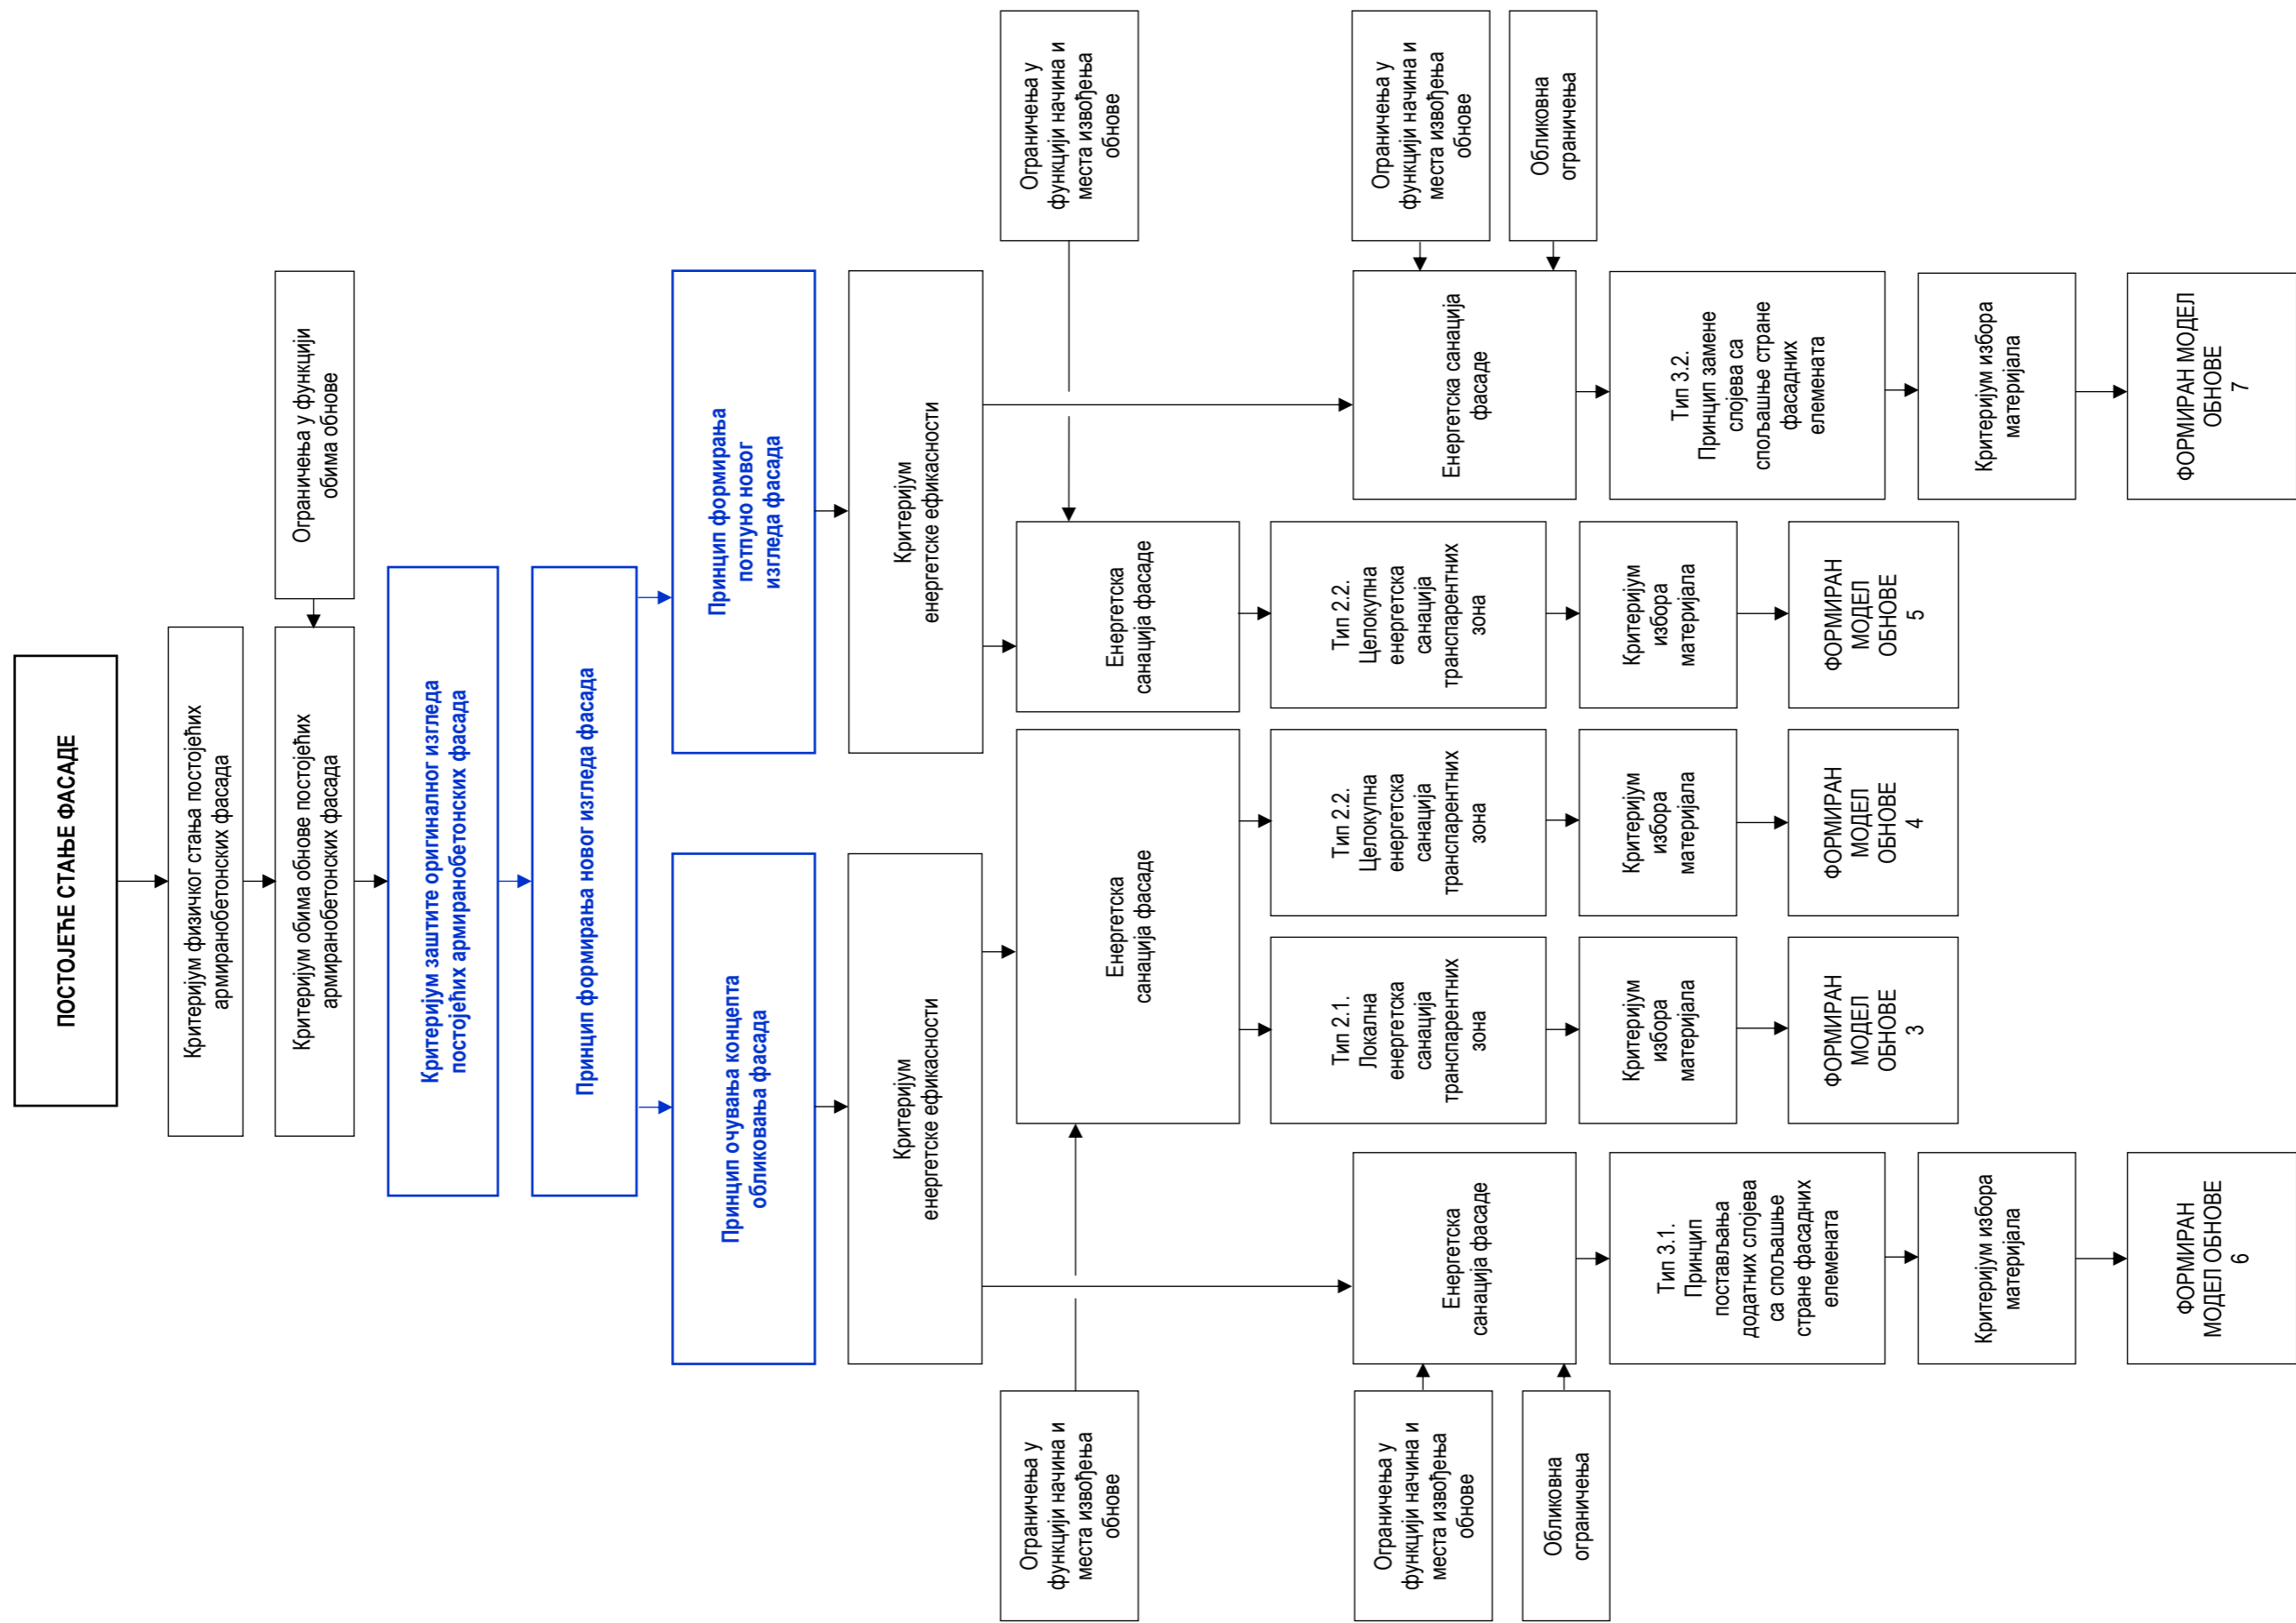 ПОСТОЈЕЋЕ СТАЊЕ ФАСАДЕ
Критеријум физичког стања постојећих
армиранобетонских фасада
Критеријум обима обнове постојећих
армиранобетонских фасада
Ограничења у функцији
обима обнове
Критеријум заштите оригиналног изгледа
постојећих армиранобетонских фасада
Принцип формирања новог изгледа фасада
Принцип очувања концепта
обликовања фасада
Принцип формирања
потпуно новог
изгледа фасада
Критеријум
енергетске ефикасности
Критеријум
енергетске ефикасности
Ограничења у
функцији начина и
места извођења
обнове
Енергетска
санација фасаде
Енергетска
санација фасаде
Ограничења у
функцији начина и
места извођења
обнове
Тип 2.1.
Локална
енергетска
санација
транспарентних
зона
Тип 2.2.
Целокупна
енергетска
санација
транспарентних
зона
Тип 2.2.
Целокупна
енергетска
санација
транспарентних
зона
Ограничења у
функцији начина и
места извођења
обнове
Обликовна
ограничења
Енергетска
санација фасаде
Енергетска санација
фасаде
Ограничења у
функцији начина и
места извођења
обнове
Обликовна
ограничења
Критеријум
избора
материјала
Критеријум
избора
материјала
Критеријум
избора
материјала
Тип 3.1.
Принцип
постављања
додатних слојева
са спољашње
стране фасадних
елемената
Тип 3.2.
Принцип замене
слојева са
спољашње стране
фасадних
елемената
ФОРМИРАН
МОДЕЛ
ОБНОВЕ
3
ФОРМИРАН
МОДЕЛ
ОБНОВЕ
4
ФОРМИРАН
МОДЕЛ
ОБНОВЕ
5
Критеријум избора
материјала
Критеријум избора
материјала
ФОРМИРАН
МОДЕЛ ОБНОВЕ
6
ФОРМИРАН МОДЕЛ
ОБНОВЕ
7